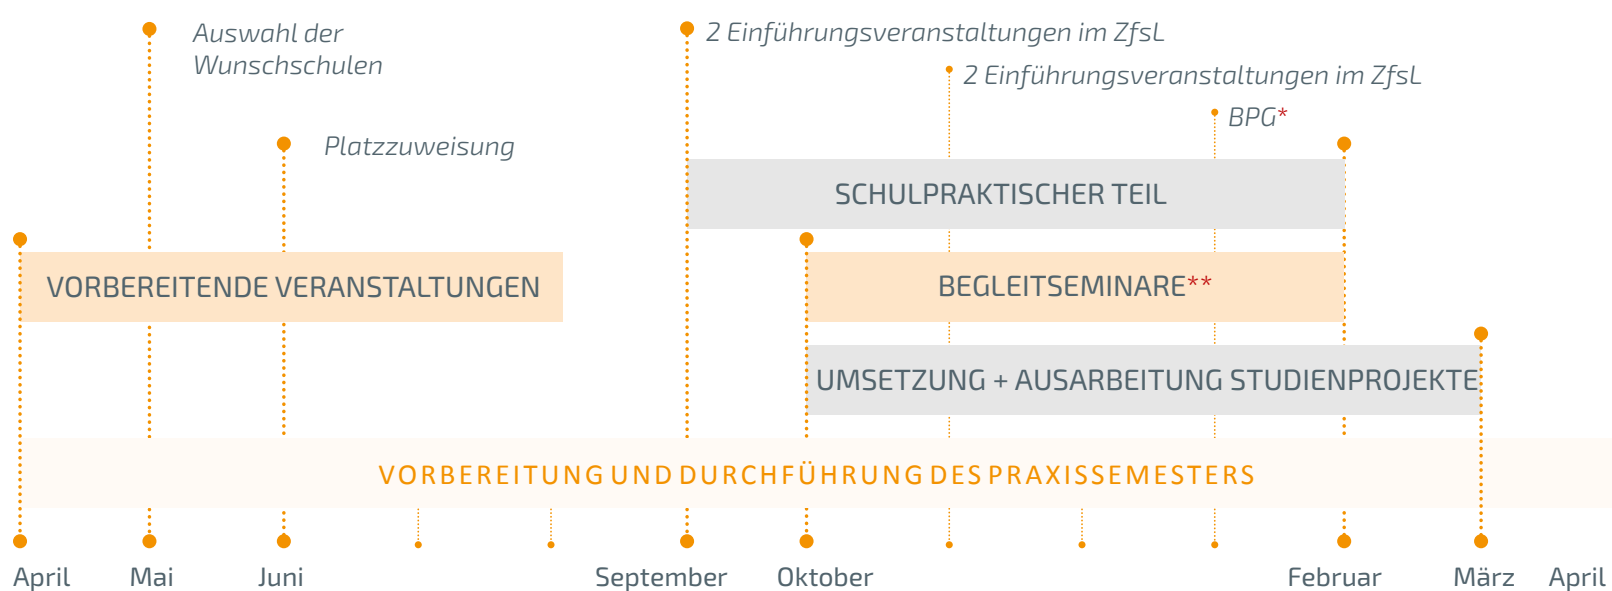 Auswahl der
Wunschschulen
2 Einführungsveranstaltungen im ZfsL
2 Einführungsveranstaltungen im ZfsL
BPG*
Platzzuweisung
SCHULPRAKTISCHER TEIL
VORBEREITENDE VERANSTALTUNGEN
BEGLEITSEMINARE**
UMSETZUNG + AUSARBEITUNG STUDIENPROJEKTE
VORBEREITUNG UND DURCHFÜHRUNG DES PRAXISSEMESTERS
April Mai Juni September Oktober Februar März April